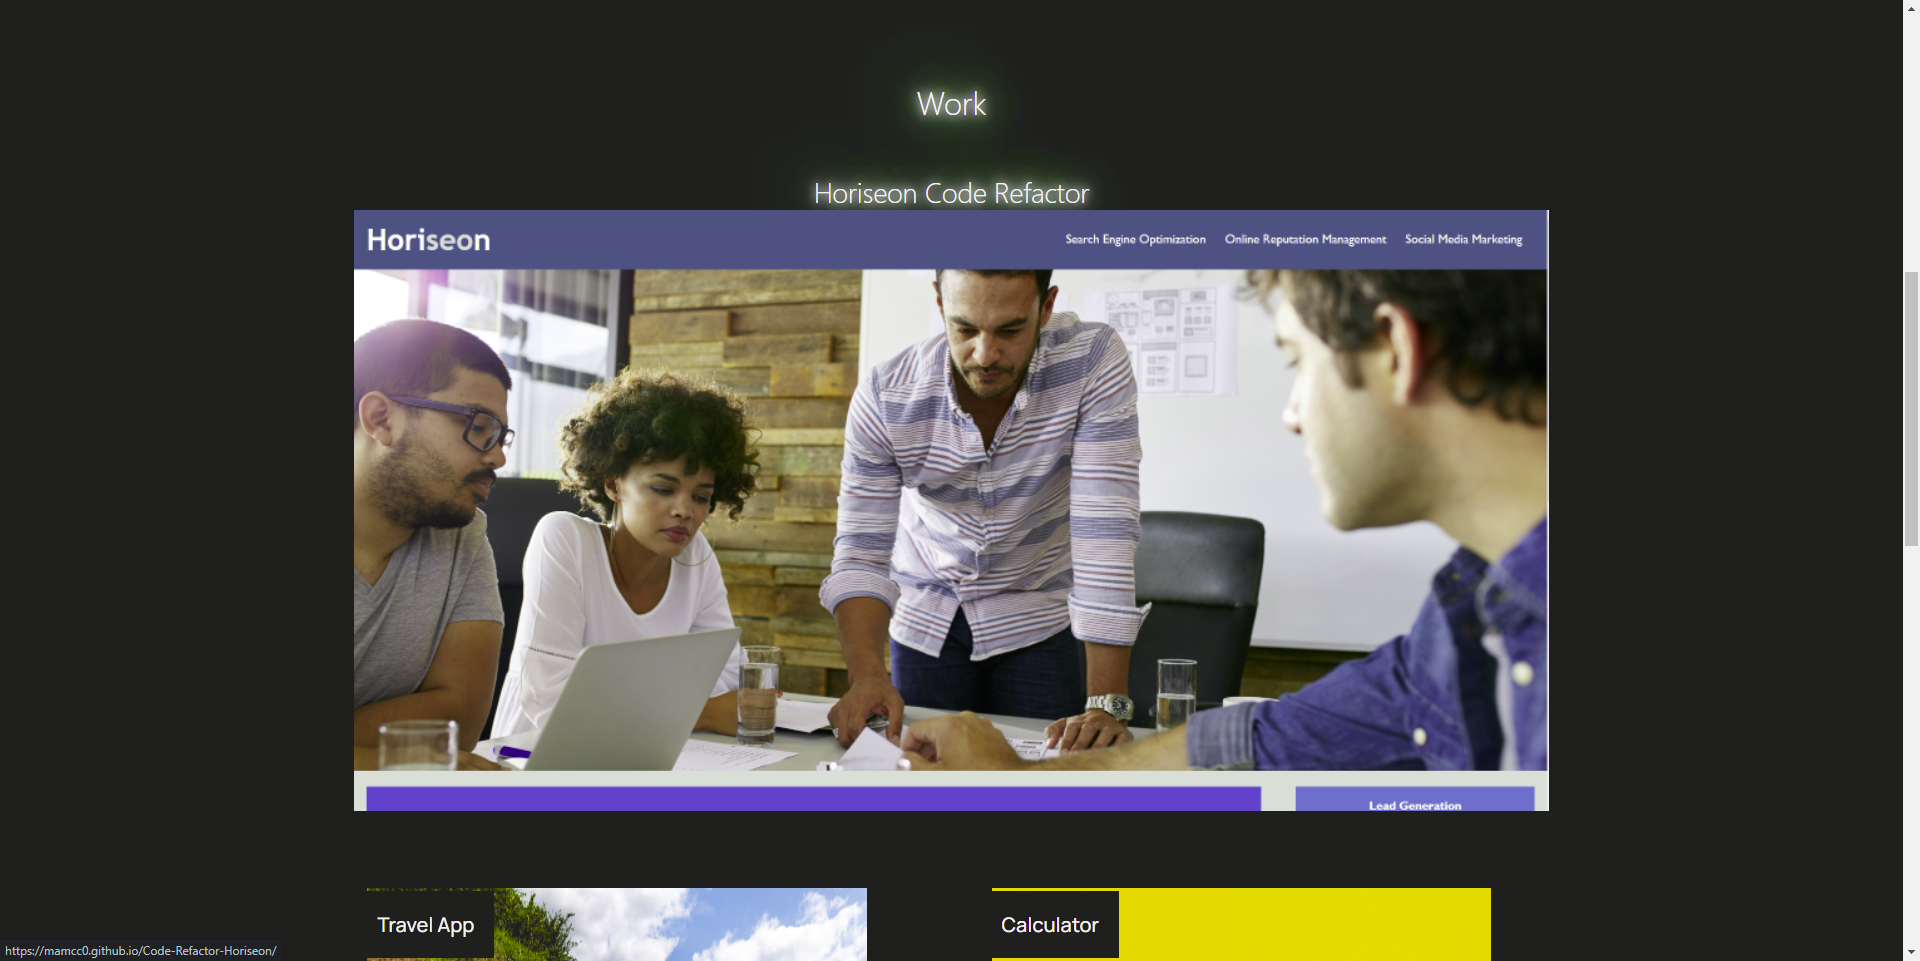 Work
Horiseon Code Refactor
Horiseon
Search Engine Optimization Online Reputation Management Social Media Marketing
Lead Generation
Travel App
Calculator
https://mamcc0.github.io/Code-Refactor-Horiseon/